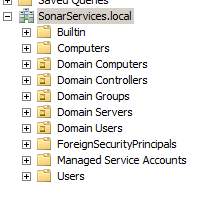 Saved Queries
SonarServices.local
Builtin
Computers
Domain Computers
Domain Controllers
Domain Groups
Domain Servers
Domain Users
ForeignSecurityPrincipals
Managed Service Accounts
Users